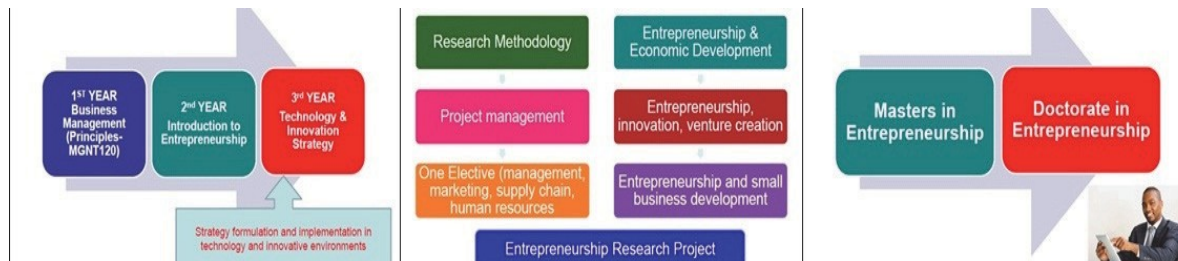 1ST YEAR
Business
Management
(Principles-
MGNT120)
2nd YEAR
Introduction to
Entrepreneurship
3rd YEAR
Technology &
Innovation
Strategy
Strategy formulation and implementation in
technology and innovative environments
Research Methodology
Project management
One Elective (management,
marketing, supply chain,
human resources
Entrepreneurship &
Economic Development
Entrepreneurship,
innovation, venture creation
Entrepreneurship and small
business development
Entrepreneurship Research Project
Masters in
Entrepreneurship
Doctorate in
Entrepreneurship